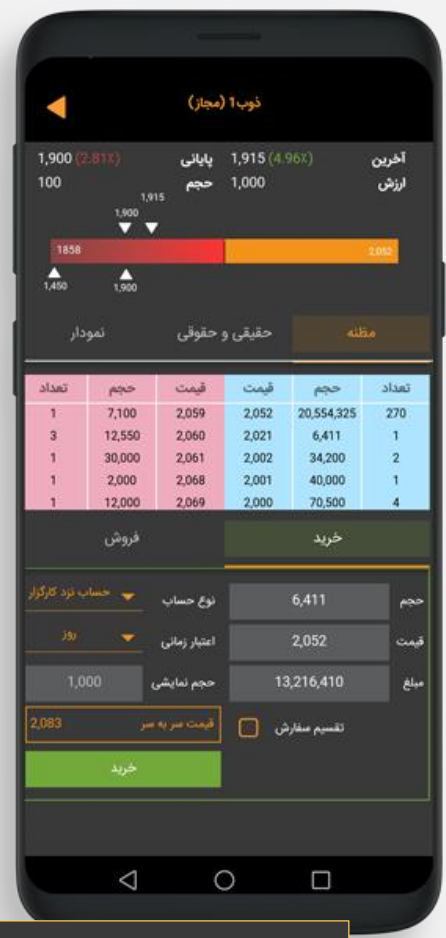 ذوب1 (مجاز)
آخرین 1,915 (4.96٪) پایانی 1,900 (2.81٪)
ارزش 1,000 حجم 100
1,915
1,900
1858 2,052
1,450 1,900
مظنه حقیقی و حقوقی نمودار
تعداد حجم قیمت قیمت حجم تعداد
270 20,554,325 2,052 2,059 7,100 1
1 6,411 2,021 2,060 12,550 3
2 34,200 2,002 2,061 30,000 1
1 40,000 2,001 2,068 2,000 1
4 70,500 2,000 2,069 12,000 1
خرید فروش
حجم 6,411 نوع حساب حساب نزد کارگزار
قیمت 2,052 اعتبار زمانی روز
مبلغ 13,216,410 حجم نمایشی 1,000
تقسیم سفارش قیمت سر به سر 2,083
خرید